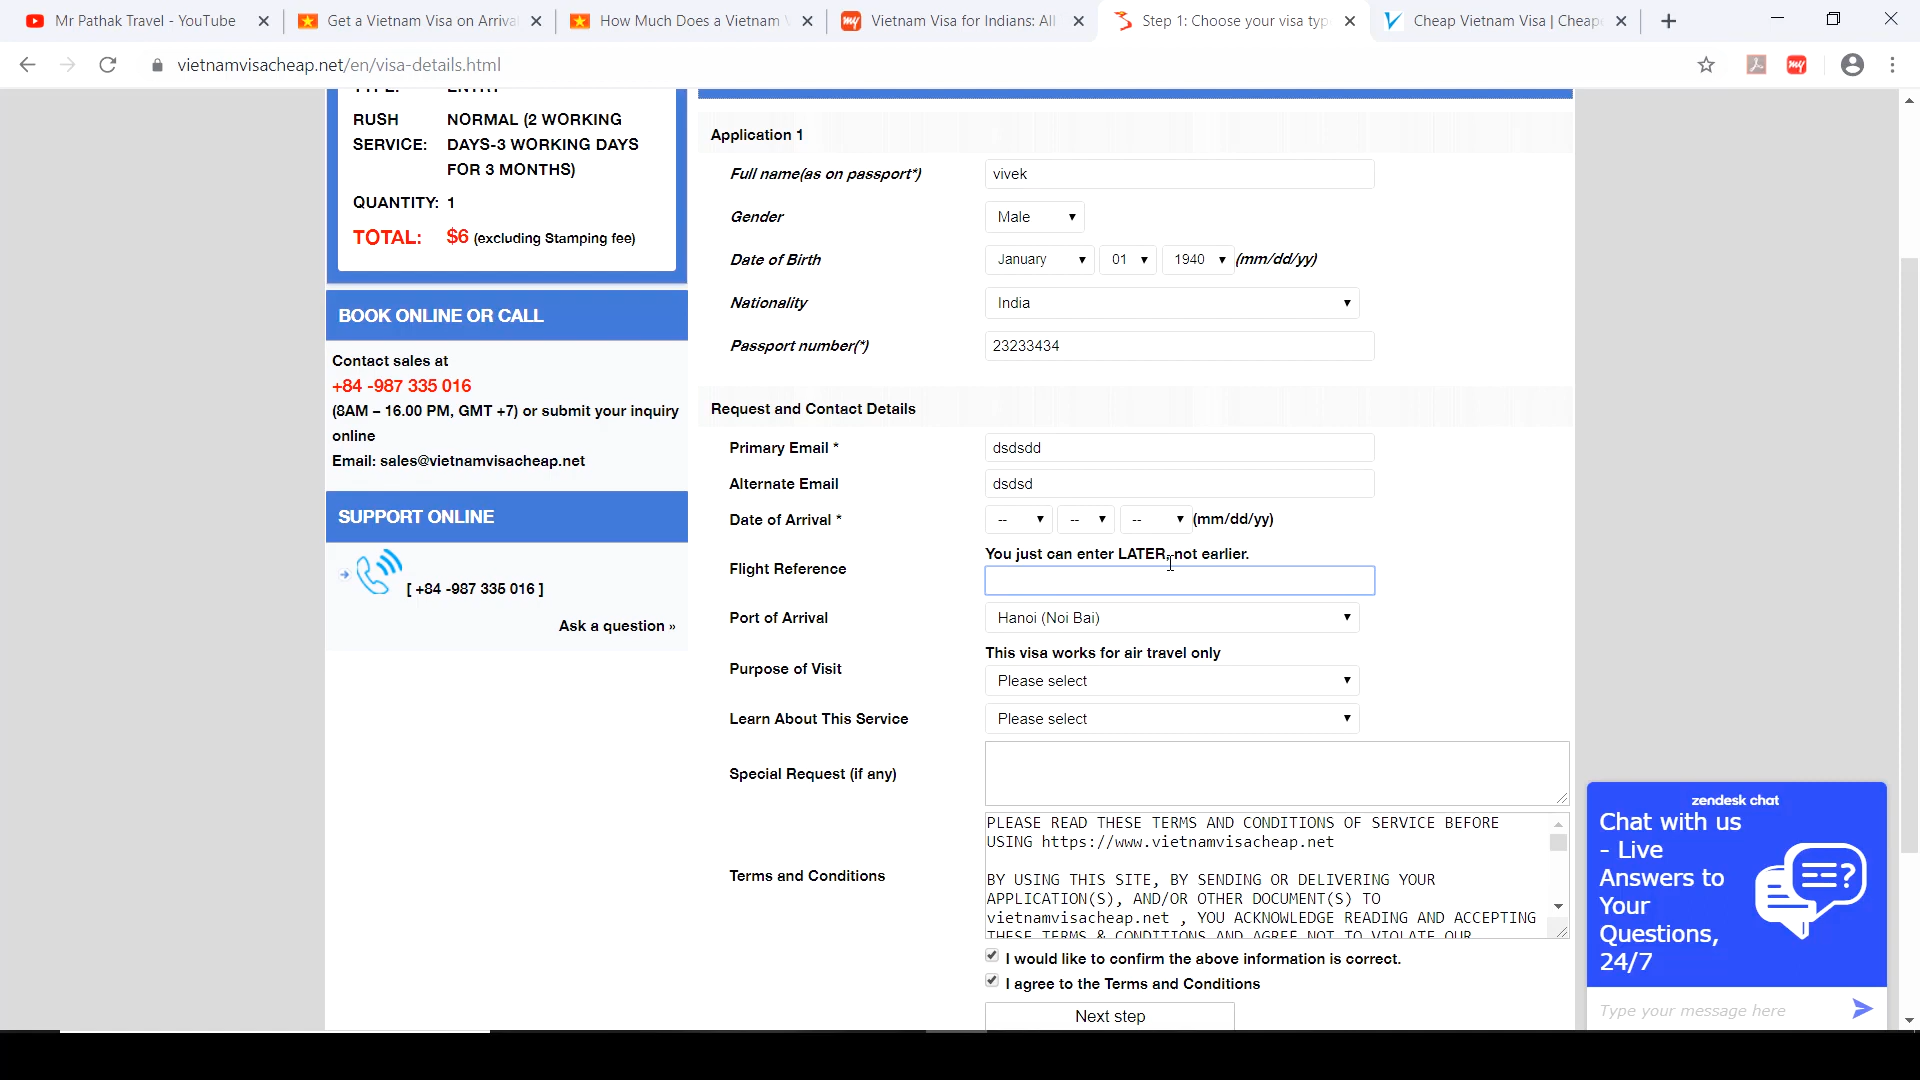 Mr Pathak Travel - YouTube
Get a Vietnam Visa on Arriva
How Much Does a Vietnam
Vietnam Visa for Indians: All
Step 1: Choose your visa typ
Cheap Vietnam Visa | Cheap
vietnamvisacheap.net/en/visa-details.html
my
RUSH SERVICE: NORMAL (2 WORKING
DAYS-3 WORKING DAYS
FOR 3 MONTHS)
QUANTITY: 1
TOTAL: $6 (excluding Stamping fee)
BOOK ONLINE OR CALL
Contact sales at
+84 -987 335 016
(8AM – 16.00 PM, GMT +7) or submit your inquiry
online
Email: sales@vietnamvisacheap.net
SUPPORT ONLINE
[ +84 -987 335 016 ]
Ask a question »
Application 1
Full name(as on passport*) vivek
Gender Male
Date of Birth January 01 1940 (mm/dd/yy)
Nationality India
Passport number(*) 23233434
Request and Contact Details
Primary Email * dsdsdd
Alternate Email dsdsd
Date of Arrival * -- -- -- (mm/dd/yy)
You just can enter LATER, not earlier.
Flight Reference
Port of Arrival Hanoi (Noi Bai)
This visa works for air travel only
Purpose of Visit Please select
Learn About This Service Please select
Special Request (if any)
Terms and Conditions
PLEASE READ THESE TERMS AND CONDITIONS OF SERVICE BEFORE
USING https://www.vietnamvisacheap.net
BY USING THIS SITE, BY SENDING OR DELIVERING YOUR
APPLICATION(S), AND/OR OTHER DOCUMENT(S) TO
vietnamvisacheap.net , YOU ACKNOWLEDGE READING AND ACCEPTING
THESE TERMS & CONDITIONS AND AGREE NOT TO VIOLATE OUR
I would like to confirm the above information is correct.
I agree to the Terms and Conditions
Next step
zendesk chat
Chat with us
- Live
Answers to
Your
Questions,
24/7
Type your message here